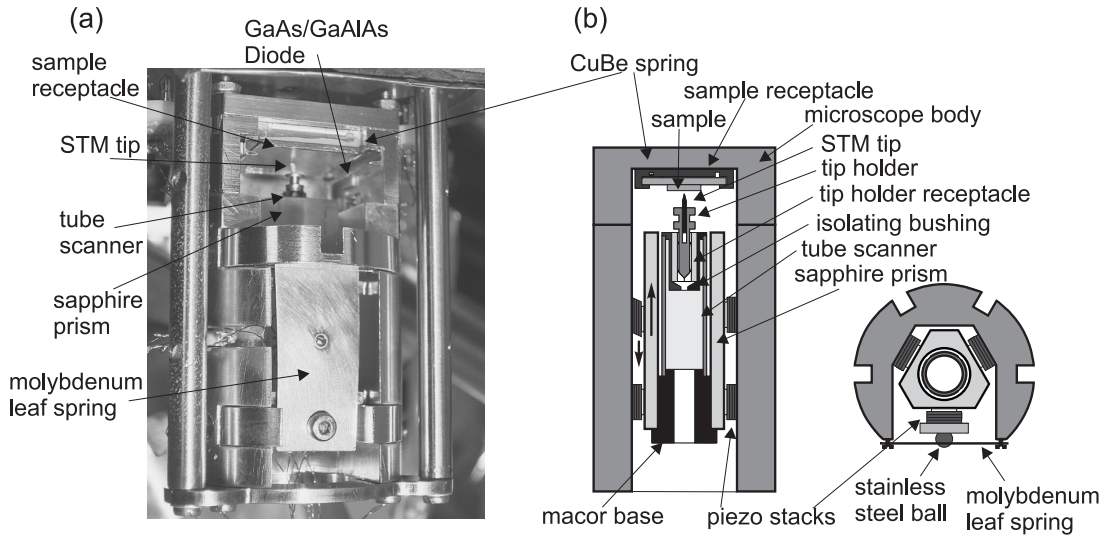 (a)
GaAs/GaAlAs
Diode
sample
receptacle
STM tip
tube
scanner
sapphire
prism
molybdenum
leaf spring
(b)
CuBe spring
sample receptacle
sample
microscope body
STM tip
tip holder
tip holder receptacle
isolating bushing
tube scanner
sapphire prism
macor base
piezo stacks
stainless
steel ball
molybdenum
leaf spring